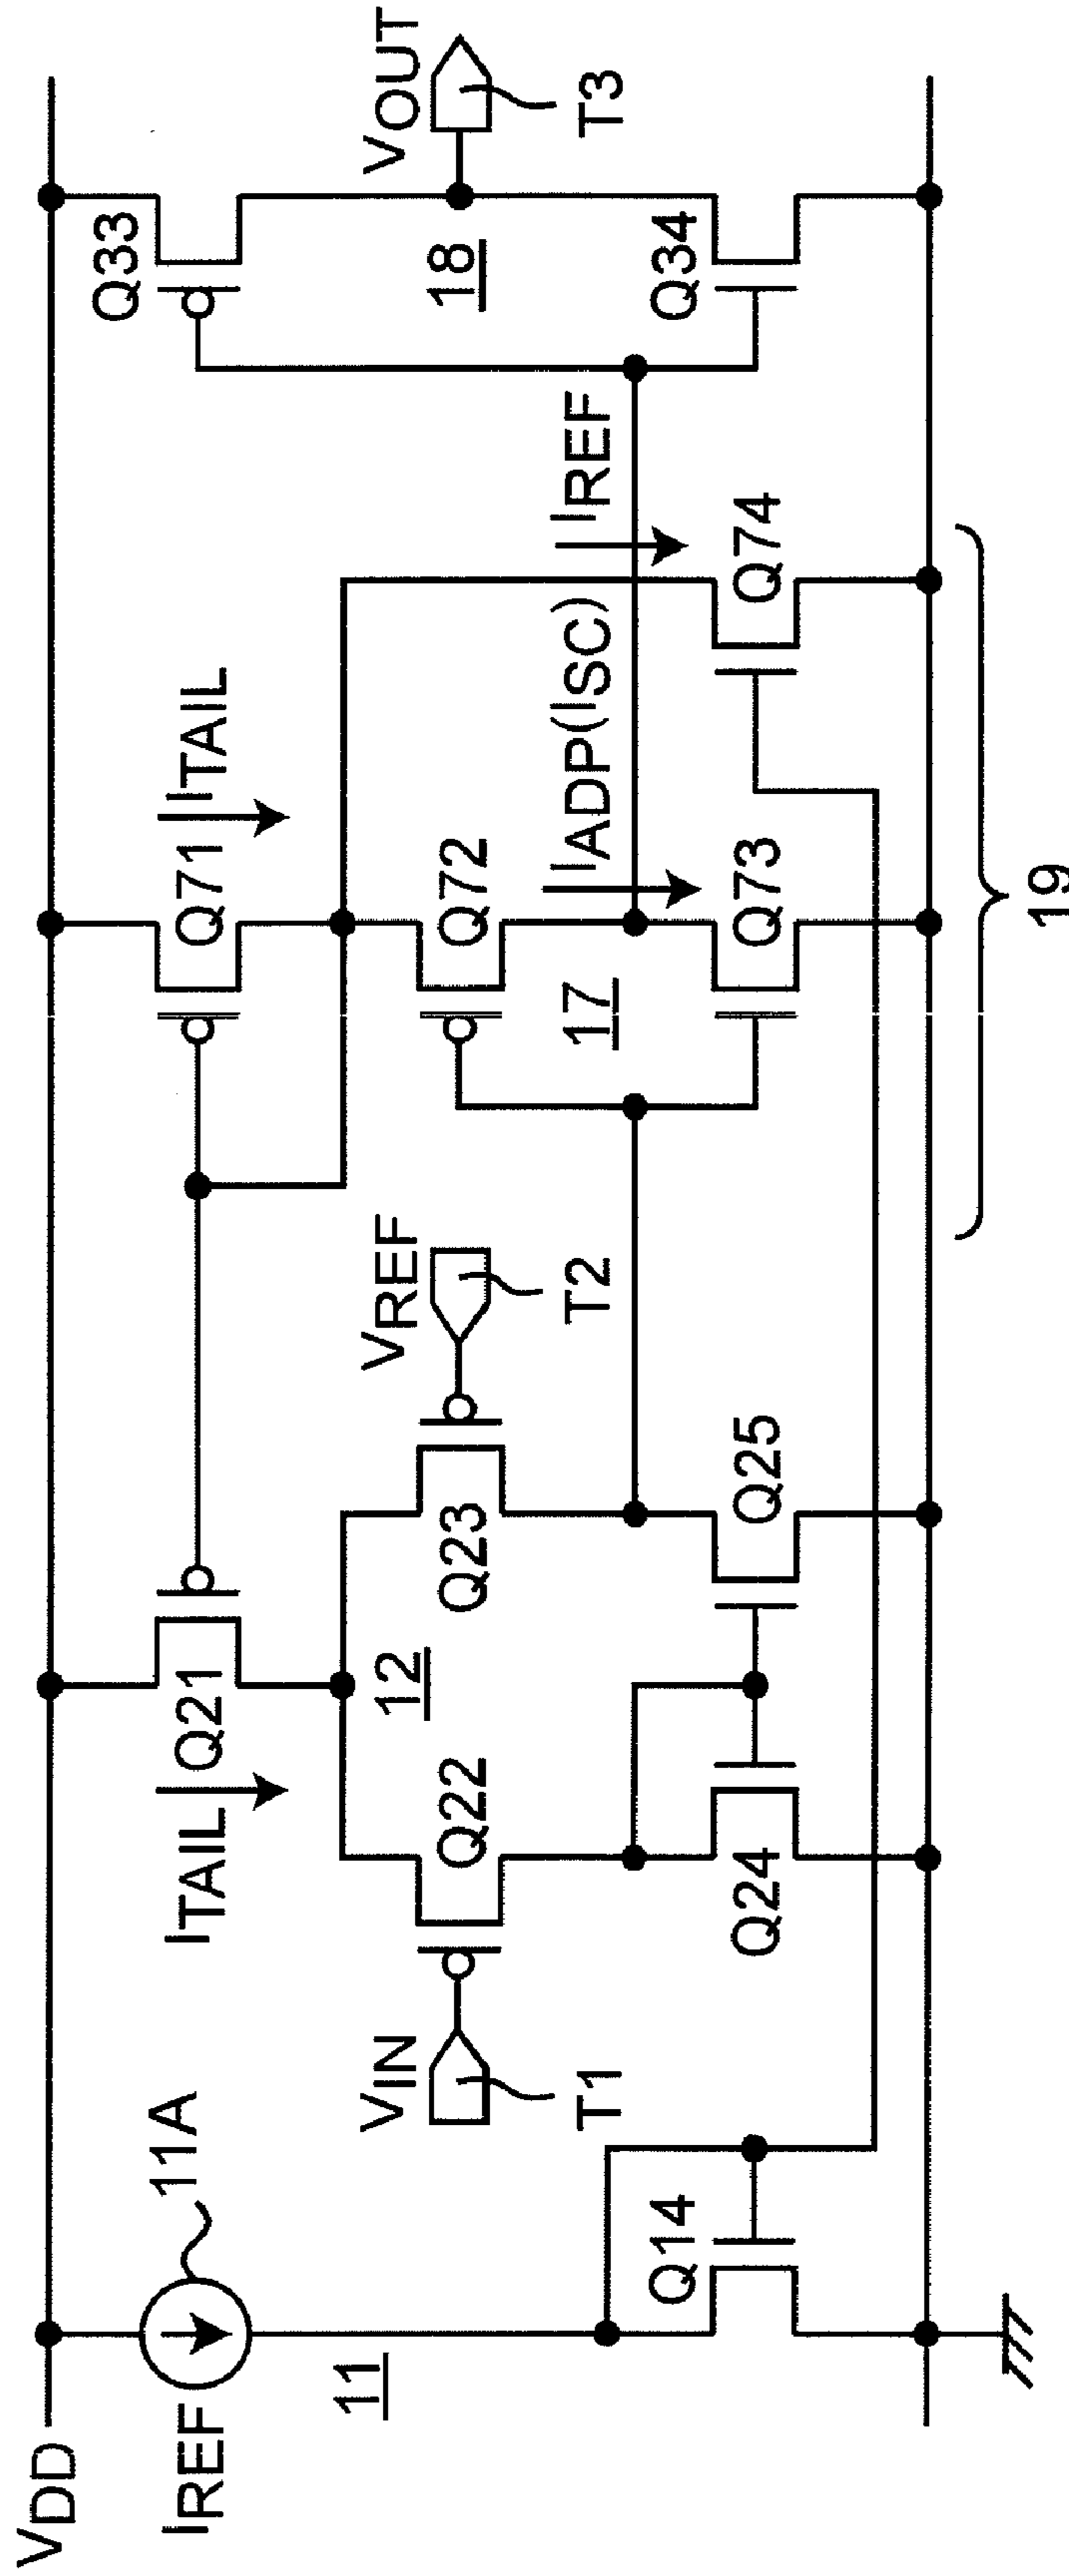 VDD
IREF
11A
11
Q14
VIN
T1
ITAIL
Q21
Q22
12
Q23
VREF
T2
Q24
Q25
Q71
ITAIL
Q72
17
IADP(ISC)
Q73
IREF
Q74
19
Q33
18
Q34
VOUT
T3